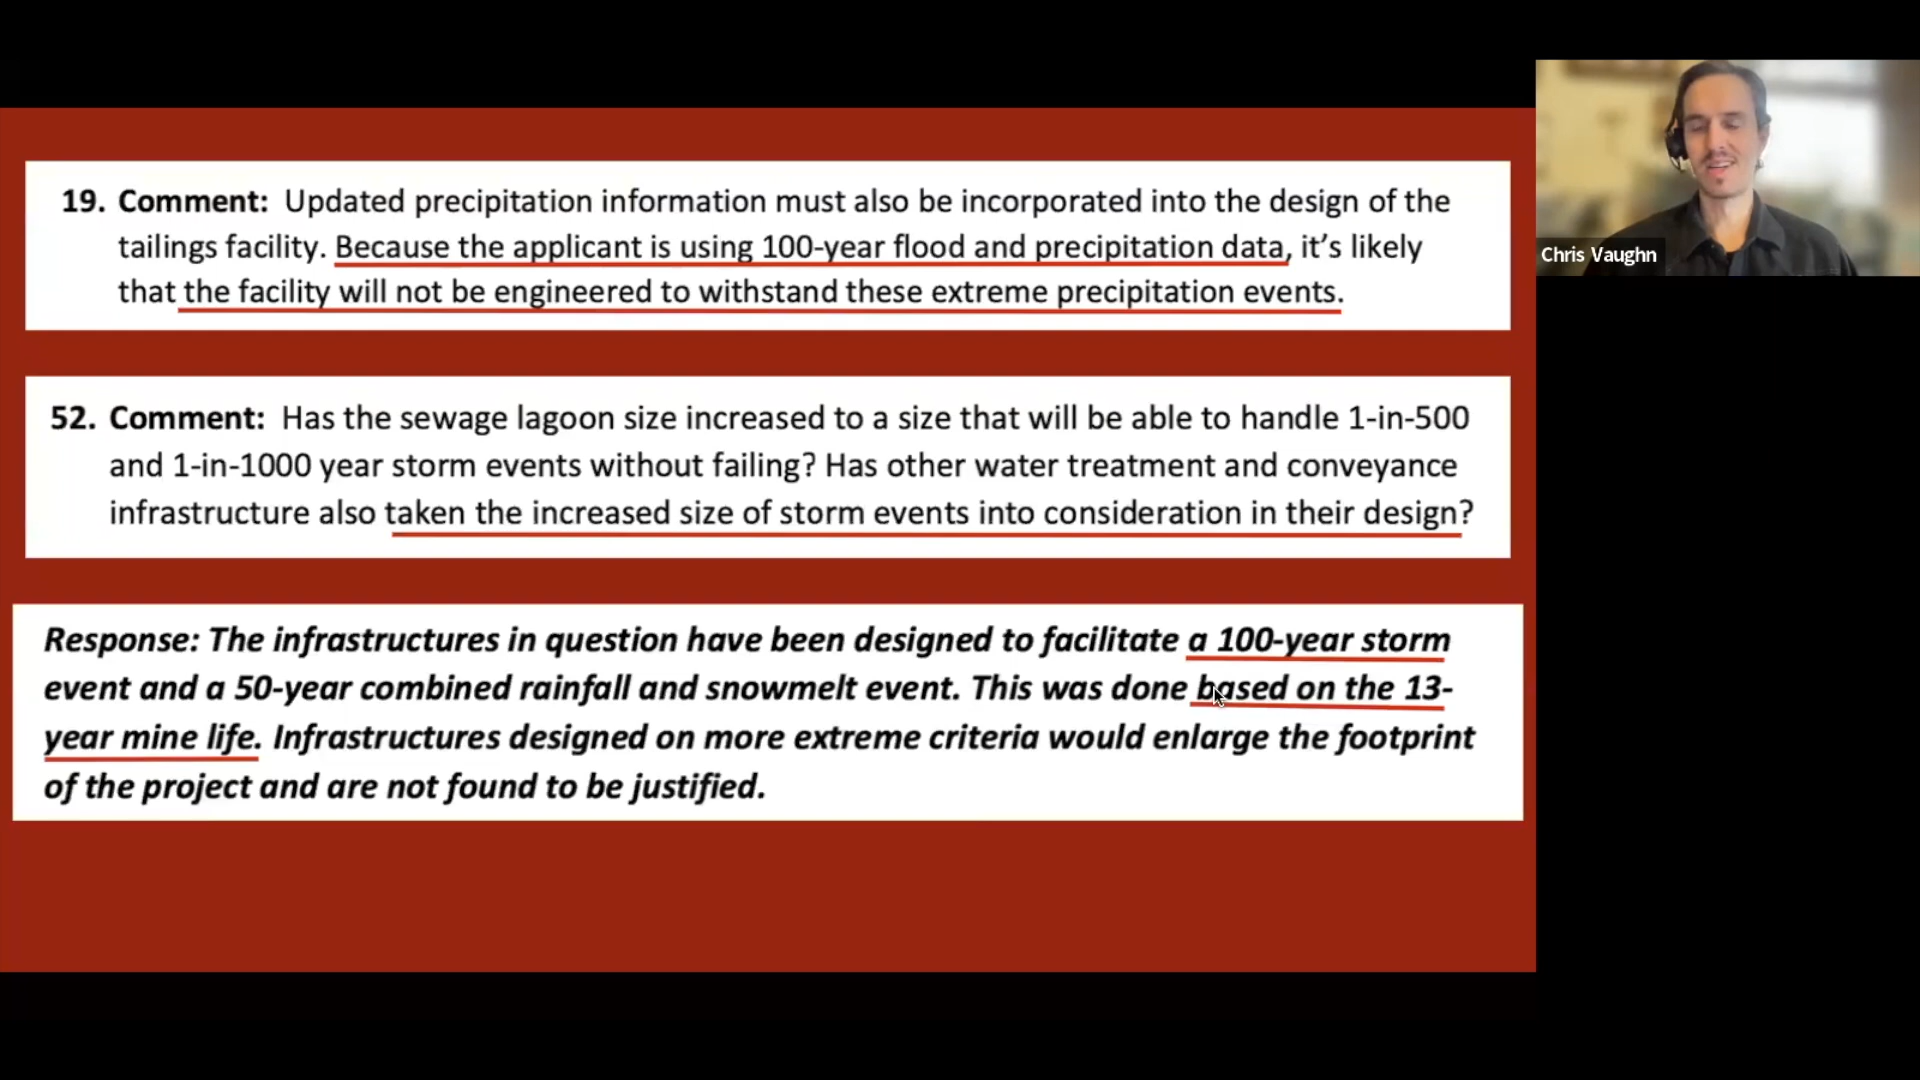 19. Comment: Updated precipitation information must also be incorporated into the design of the
tailings facility. Because the applicant is using 100-year flood and precipitation data, it’s likely
that the facility will not be engineered to withstand these extreme precipitation events.
52. Comment: Has the sewage lagoon size increased to a size that will be able to handle 1-in-500
and 1-in-1000 year storm events without failing? Has other water treatment and conveyance
infrastructure also taken the increased size of storm events into consideration in their design?
Response: The infrastructures in question have been designed to facilitate a 100-year storm
event and a 50-year combined rainfall and snowmelt event. This was done based on the 13-
year mine life. Infrastructures designed on more extreme criteria would enlarge the footprint
of the project and are not found to be justified.
Chris Vaughn